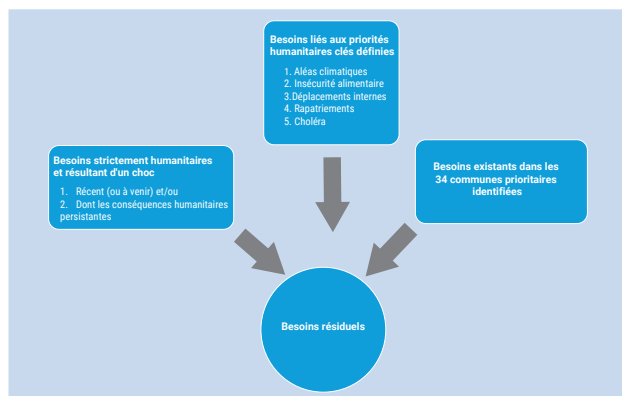 Besoins liés aux priorités
humanitaires clés définies
1. Aléas climatiques
2. Insécurité alimentaire
3.Déplacements internes
4. Rapatriements
5. Choléra
Besoins strictement humanitaires
et résultant d'un choc
1. Récent (ou à venir) et/ou
2. Dont les conséquences humanitaires
persistantes
Besoins existant dans les
34 communes prioritaires
identifiées
Besoins résiduels